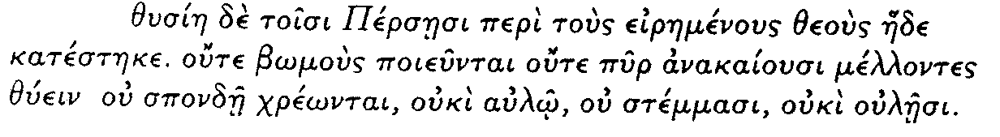 θυσίη δὲ τοῖσι Πέρσῃσι περὶ τοὺς εἰρημένους θεοὺς ἥδε
κατέστηκε. οὔτε βωμοὺς ποιεῦνται οὔτε πῦρ ἀνακαίουσι μέλλοντες
θύειν οὐ σπονδῇ χρέωνται, οὐκὶ αὐλῷ, οὐ στέμμασι, οὐκὶ οὐλῇσι.